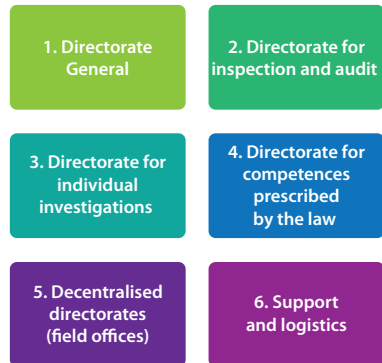 1. Directorate
General
2. Directorate for
inspection and audit
3. Directorate for
individual
investigations
4. Directorate for
competences
prescribed
by the law
5. Decentralised
directorates
(field offices)
6. Support
and logistics